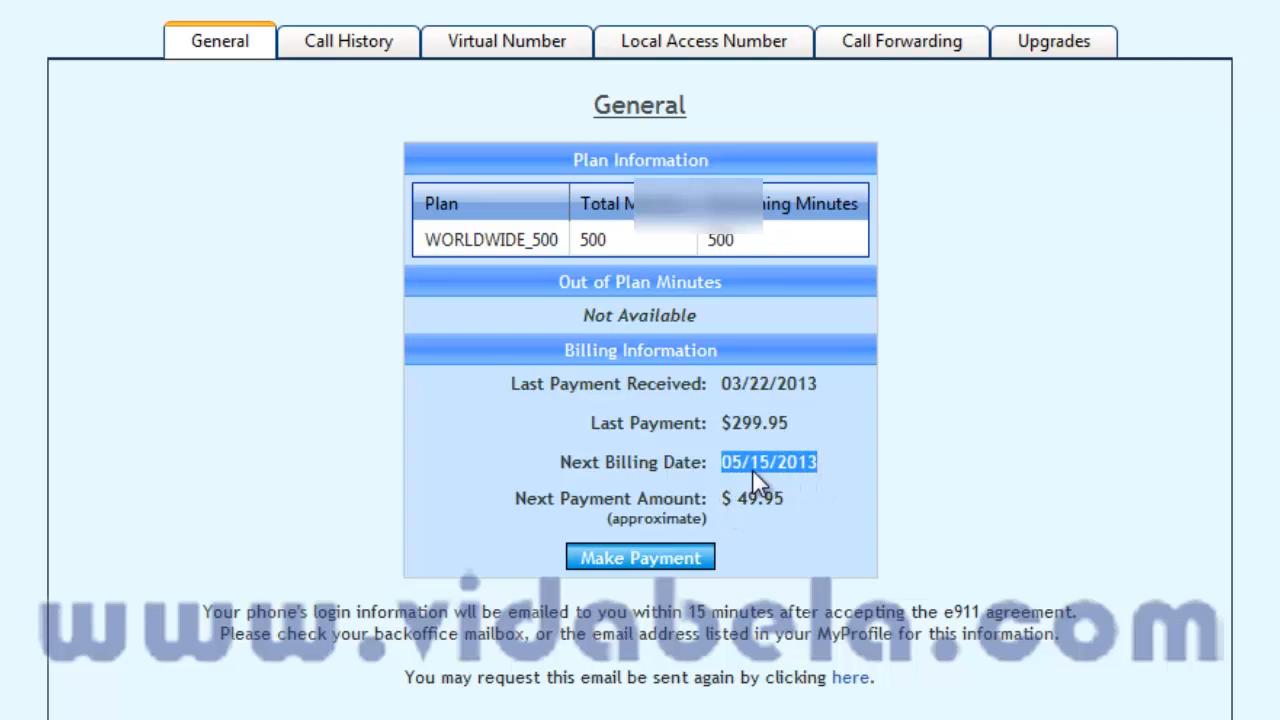 General Call History Virtual Number Local Access Number Call Forwarding Upgrades
General
Plan Information
Plan Total Minutes
WORLDWIDE_500 500 500
Out of Plan Minutes
Not Available
Billing Information
Last Payment Received: 03/22/2013
Last Payment: $299.95
Next Billing Date: 05/15/2013
Next Payment Amount: $ 49.95
(approximate)
Make Payment
Your phone's login information wll be emailed to you within 15 minutes after accepting the e911 agreement.
Please check your backoffice mailbox, or the email address listed in your MyProfile for this information.
www.vidabela.com
You may request this email be sent again by clicking here.